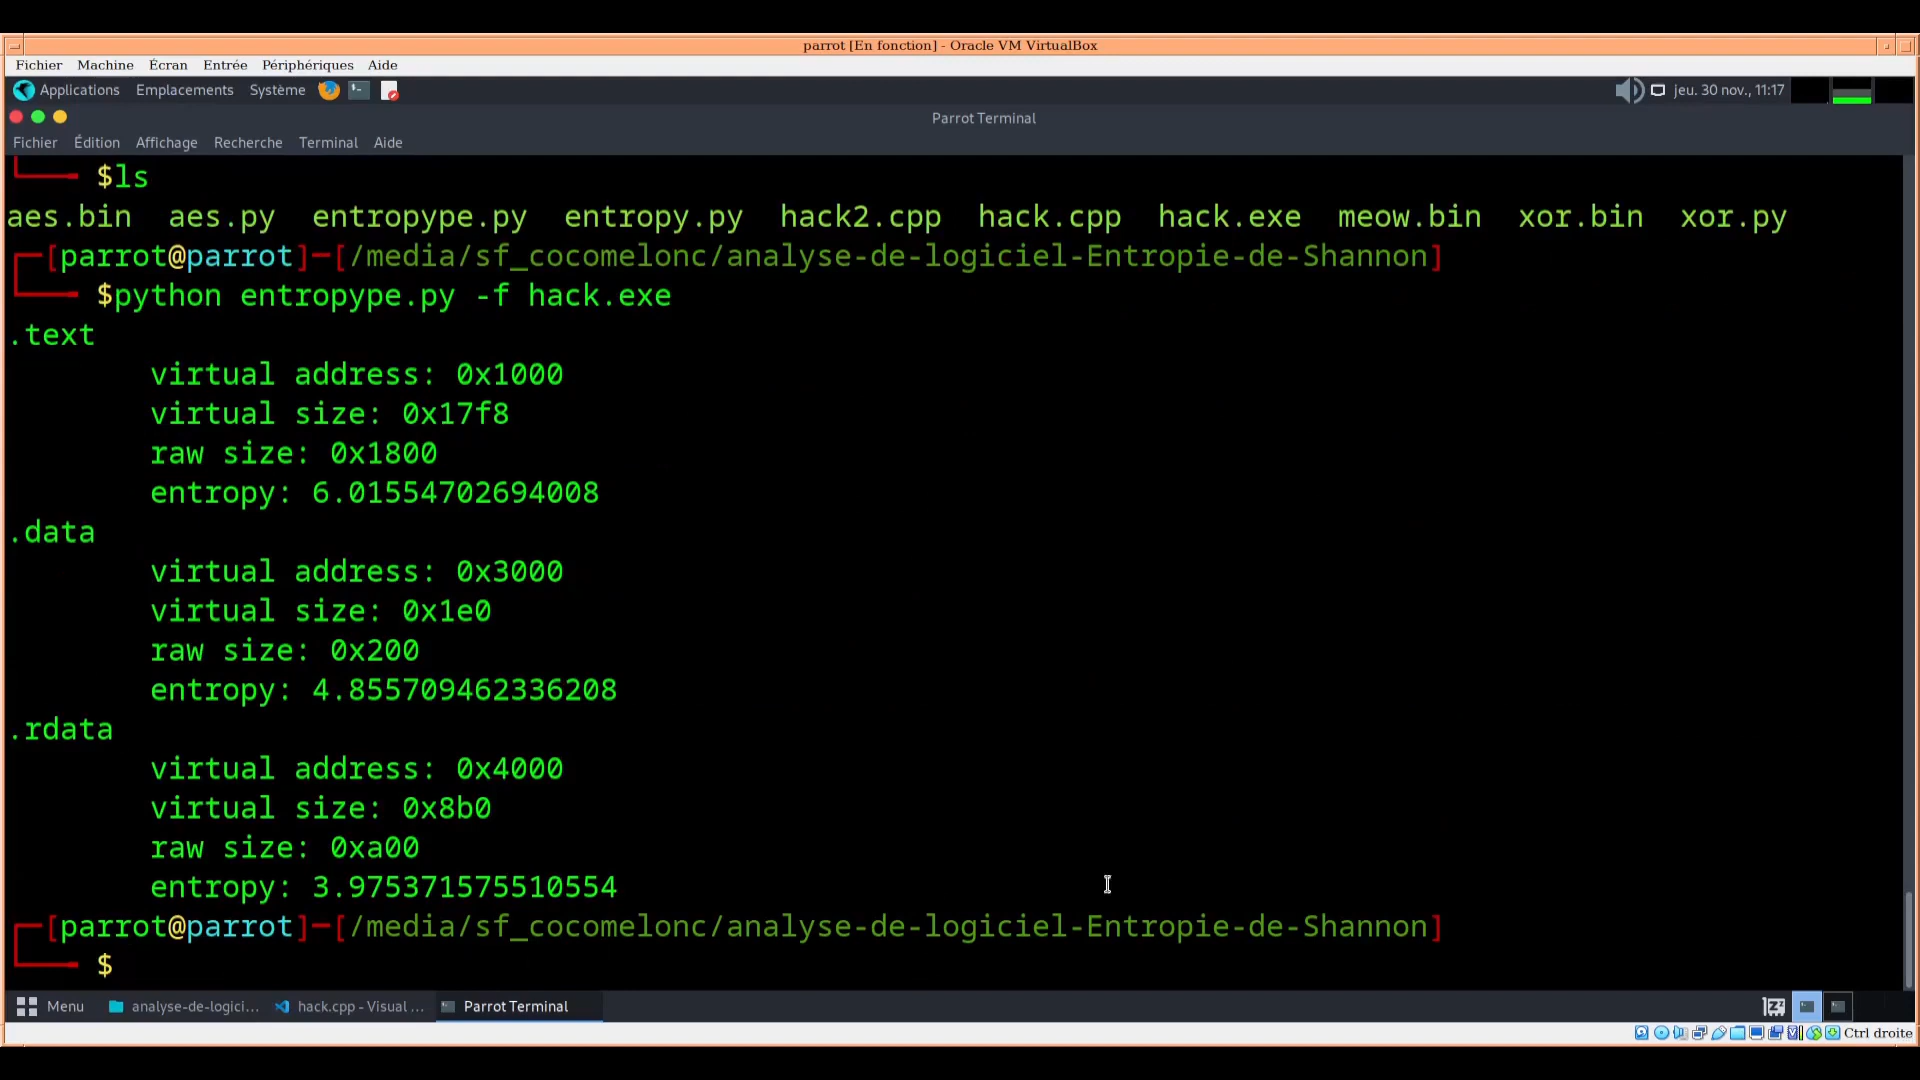 parrot [En fonction] - Oracle VM VirtualBox
Fichier Machine Écran Entrée Périphériques Aide
Applications Emplacements Système jeu. 30 nov., 11:17
Parrot Terminal
Fichier Édition Affichage Recherche Terminal Aide
$ls
aes.bin aes.py entropype.py entropy.py hack2.cpp hack.cpp hack.exe meow.bin xor.bin xor.py
[parrot@parrot]─[/media/sf_cocomelonc/analyse-de-logiciel-Entropie-de-Shannon]
$python entropype.py -f hack.exe
.text
virtual address: 0x1000
virtual size: 0x17f8
raw size: 0x1800
entropy: 6.01554702694008
.data
virtual address: 0x3000
virtual size: 0x1e0
raw size: 0x200
entropy: 4.855709462336208
.rdata
virtual address: 0x4000
virtual size: 0x8b0
raw size: 0xa00
entropy: 3.975371575510554
[parrot@parrot]─[/media/sf_cocomelonc/analyse-de-logiciel-Entropie-de-Shannon]
$
Menu analyse-de-logici... hack.cpp - Visual ... Parrot Terminal
Ctrl droite